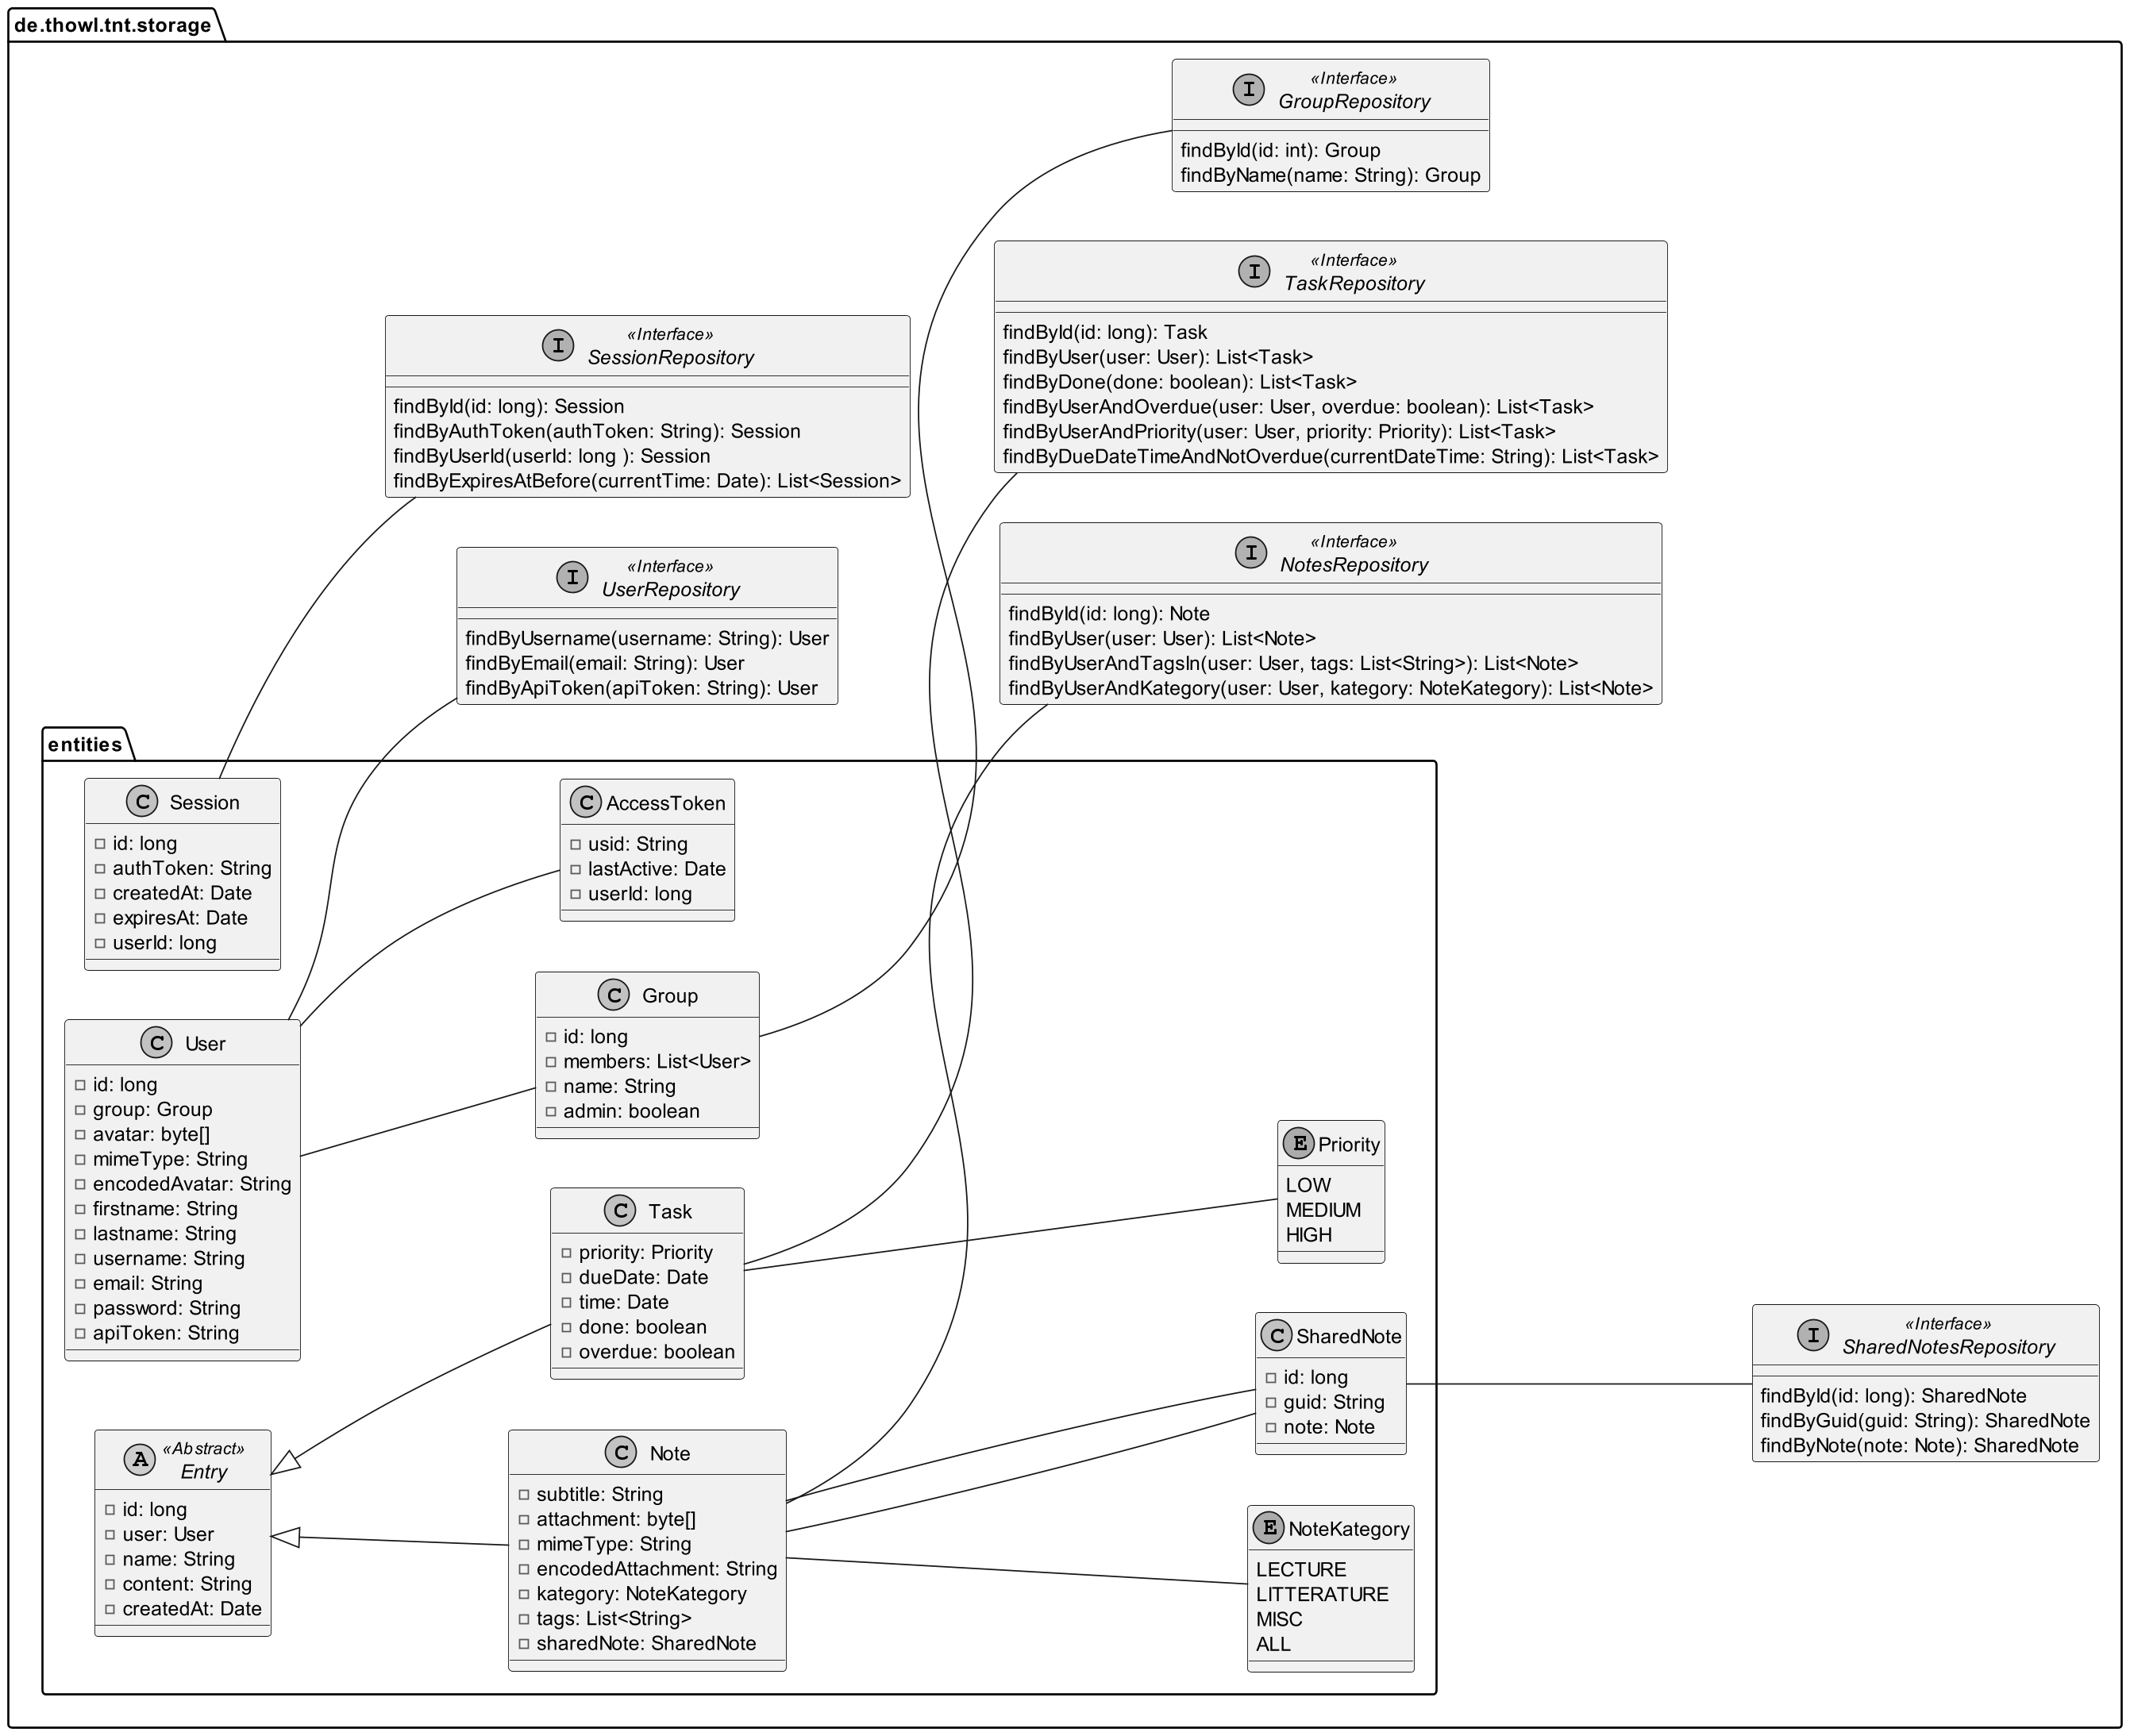 de.thowl.tnt.storage
I
«Interface»
GroupRepository
findById(id: int): Group
findByName(name: String): Group
I
«Interface»
TaskRepository
findById(id: long): Task
findByUser(user: User): List<Task>
findByDone(done: boolean): List<Task>
findByUserAndOverdue(user: User, overdue: boolean): List<Task>
findByUserAndPriority(user: User, priority: Priority): List<Task>
findByDueDateTimeAndNotOverdue(currentDateTime: String): List<Task>
I
«Interface»
SessionRepository
findById(id: long): Session
findByAuthToken(authToken: String): Session
findByUserId(userId: long ): Session
findByExpiresAtBefore(currentTime: Date): List<Session>
I
«Interface»
NotesRepository
findById(id: long): Note
findByUser(user: User): List<Note>
findByUserAndTagsIn(user: User, tags: List<String>): List<Note>
findByUserAndKategory(user: User, kategory: NoteKategory): List<Note>
I
«Interface»
UserRepository
findByUsername(username: String): User
findByEmail(email: String): User
findByApiToken(apiToken: String): User
entities
C Session
id: long
authToken: String
createdAt: Date
expiresAt: Date
userId: long
C AccessToken
usid: String
lastActive: Date
userId: long
C Group
id: long
members: List<User>
name: String
admin: boolean
C User
id: long
group: Group
avatar: byte[]
mimeType: String
encodedAvatar: String
firstname: String
lastname: String
username: String
email: String
password: String
apiToken: String
E Priority
LOW
MEDIUM
HIGH
C Task
priority: Priority
dueDate: Date
time: Date
done: boolean
overdue: boolean
C SharedNote
id: long
guid: String
note: Note
I
«Interface»
SharedNotesRepository
findById(id: long): SharedNote
findByGuid(guid: String): SharedNote
findByNote(note: Note): SharedNote
A
«Abstract»
Entry
id: long
user: User
name: String
content: String
createdAt: Date
C Note
subtitle: String
attachment: byte[]
mimeType: String
encodedAttachment: String
kategory: NoteKategory
tags: List<String>
sharedNote: SharedNote
E NoteKategory
LECTURE
LITTERATURE
MISC
ALL